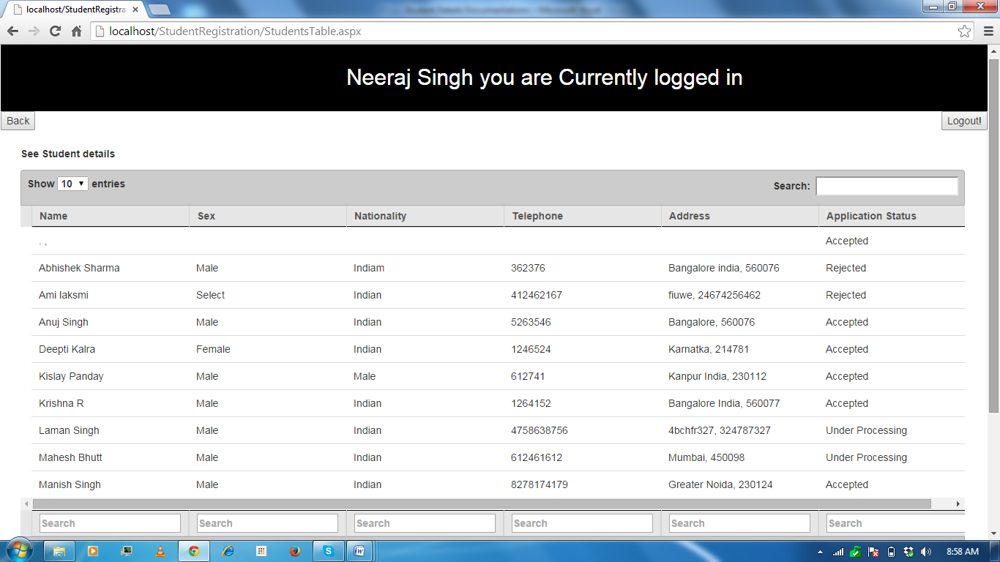 localhost/StudentRegistra
localhost/StudentRegistration/StudentsTable.aspx
Neeraj Singh you are Currently logged in
Back Logout!
See Student details
Show 10 entries Search:
Name Sex Nationality Telephone Address Application Status
. , Accepted
Abhishek Sharma Male Indiam 362376 Bangalore india, 560076 Rejected
Ami laksmi Select Indian 412462167 fiuwe, 24674256462 Rejected
Anuj Singh Male Indian 5263546 Bangalore, 560076 Accepted
Deepti Kalra Female Indian 1246524 Karnatka, 214781 Accepted
Kislay Panday Male Male 612741 Kanpur India, 230112 Accepted
Krishna R Male Indian 1264152 Bangalore India, 560077 Accepted
Laman Singh Male Indian 4758638756 4bchfr327, 324787327 Under Processing
Mahesh Bhutt Male Indian 612461612 Mumbai, 450098 Under Processing
Manish Singh Male Indian 8278174179 Greater Noida, 230124 Accepted
Search Search Search Search Search Search
8:58 AM